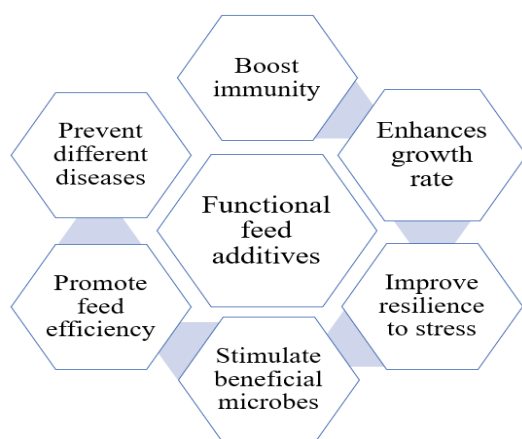 Boost
immunity
Enhances
growth
rate
Improve
resilience
to stress
Stimulate
beneficial
microbes
Promote
feed
efficiency
Prevent
different
diseases
Functional
feed
additives